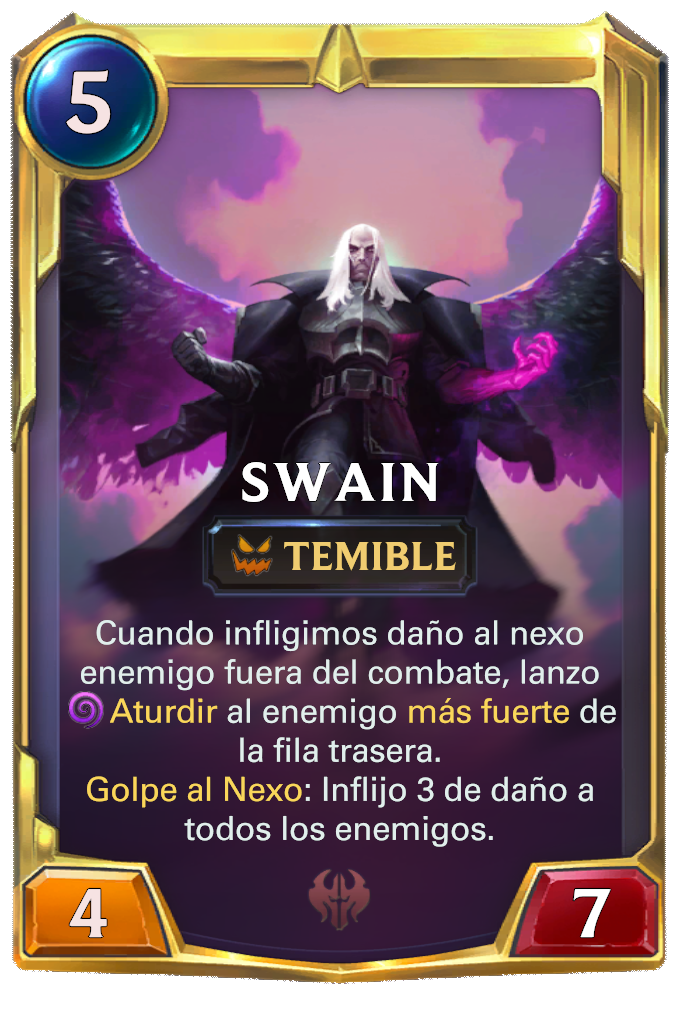 5
SWAIN
TEMIBLE
Cuando infligimos daño al nexo
enemigo fuera del combate, lanzo
Aturdir al enemigo más fuerte de
la fila trasera.
Golpe al Nexo: Inflijo 3 de daño a
todos los enemigos.
4
7